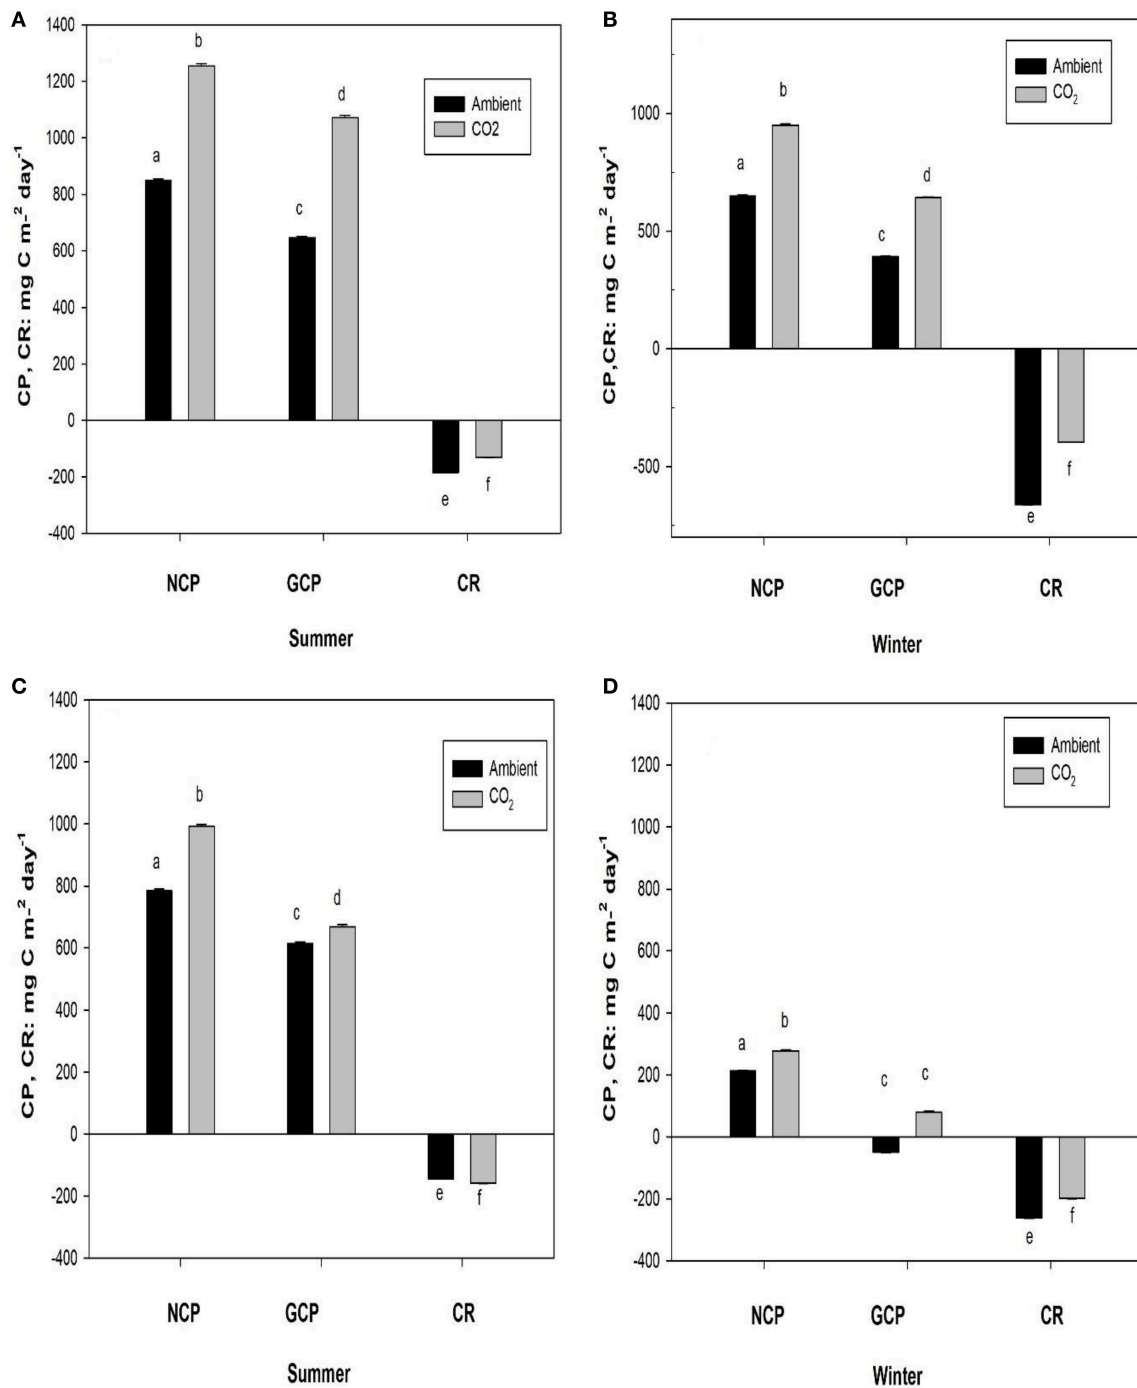 A
1400
1200
1000
800
600
400
200
0
-200
-400
CP, CR: mg C m-² day⁻¹
b
a
d
c
e
f
Ambient
CO2
NCP GCP CR
Summer
B
1000
500
0
-500
CP,CR: mg C m-² day⁻¹
b
a
d
c
f
e
Ambient
CO₂
NCP GCP CR
Winter
C
1400
1200
1000
800
600
400
200
0
-200
-400
CP, CR: mg C m-² day⁻¹
b
a
c
d
e
f
Ambient
CO₂
NCP GCP CR
Summer
D
1400
1200
1000
800
600
400
200
0
-200
-400
CP, CR: mg C m-² day⁻¹
a
b
c
c
e
f
Ambient
CO₂
NCP GCP CR
Winter